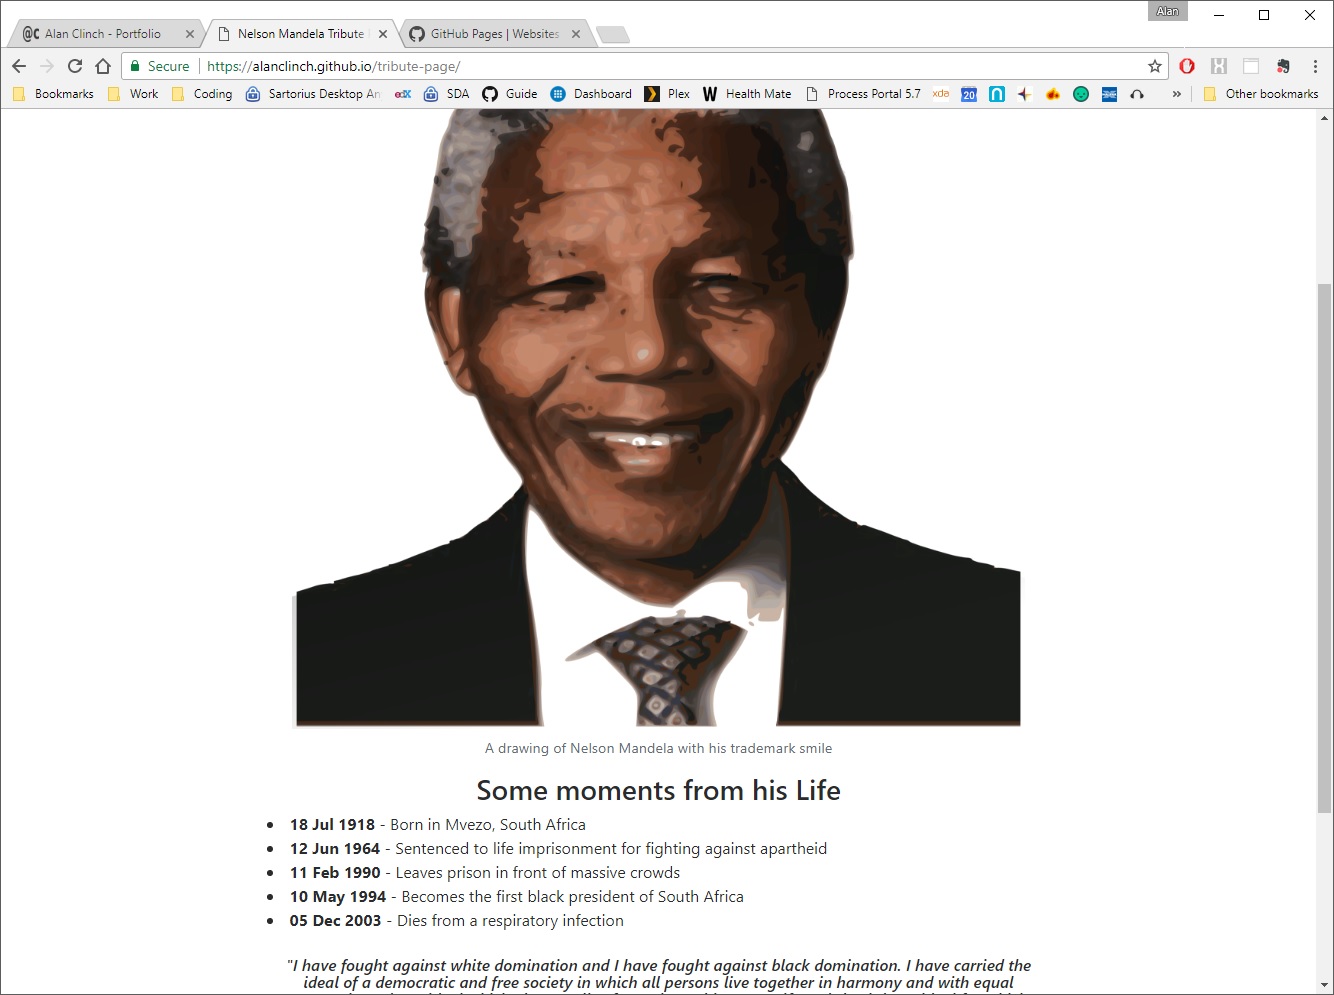 Alan
@C Alan Clinch - Portfolio
Nelson Mandela Tribute
GitHub Pages | Websites
Secure
https://alanclinch.github.io/tribute-page/
Bookmarks Work Coding Sartorius Desktop An edX SDA Guide Dashboard Plex W Health Mate Process Portal 5.7 xda 20 Other bookmarks
A drawing of Nelson Mandela with his trademark smile
Some moments from his Life
• 18 Jul 1918 - Born in Mvezo, South Africa
• 12 Jun 1964 - Sentenced to life imprisonment for fighting against apartheid
• 11 Feb 1990 - Leaves prison in front of massive crowds
• 10 May 1994 - Becomes the first black president of South Africa
• 05 Dec 2003 - Dies from a respiratory infection
"I have fought against white domination and I have fought against black domination. I have carried the
ideal of a democratic and free society in which all persons live together in harmony and with equal